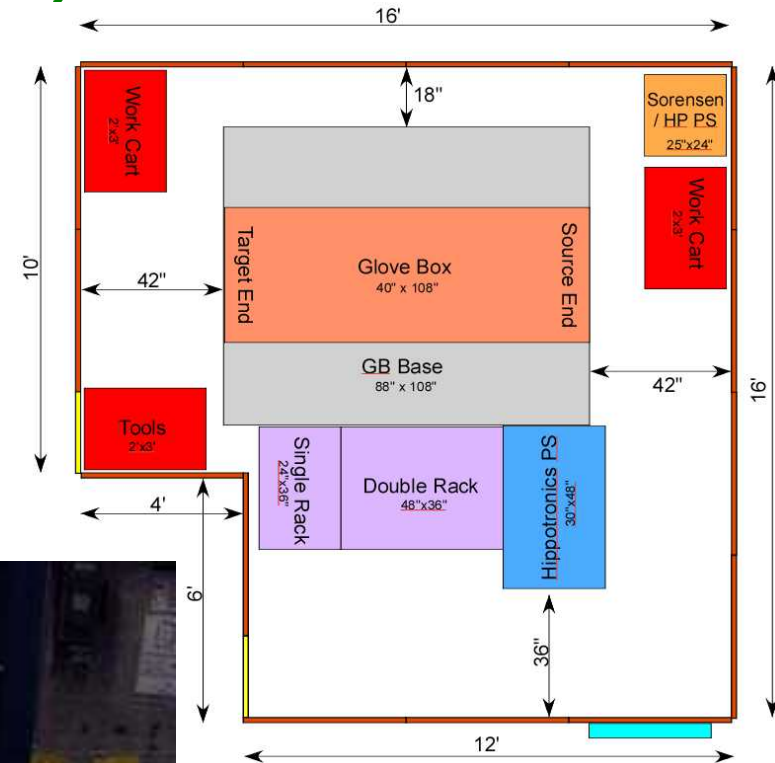 16'
18"
Sorensen
/ HP PS
25"x24"
Work Cart
2'x3'
Work Cart
2'x3'
Target End
Source End
Glove Box
40" x 108"
10'
42"
GB Base
88" x 108"
42"
16'
Tools
2'x3'
Single Rack
24"x36"
Double Rack
48"x36"
Hippotronics PS
30"x48"
4'
6'
36"
12'